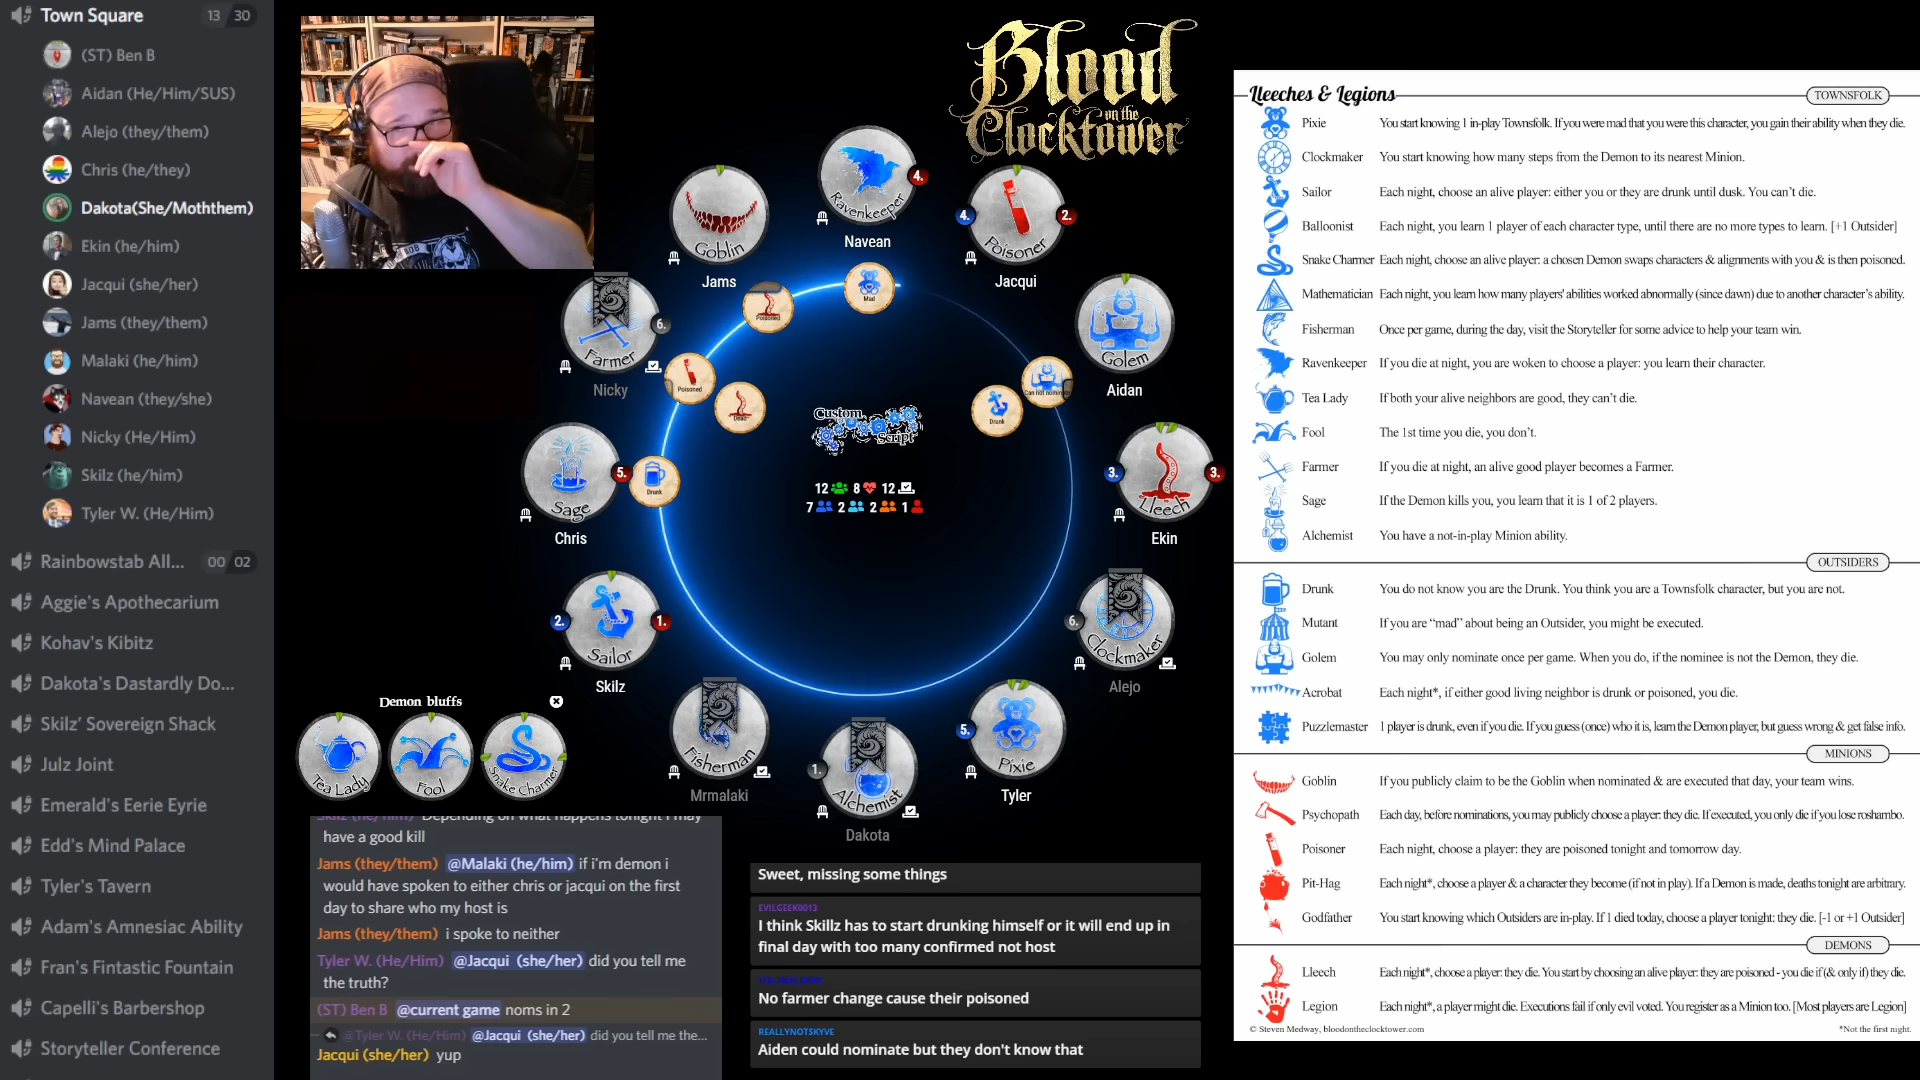 Town Square 13 30
(ST) Ben B
Aidan (He/Him/SUS)
Alejo (they/them)
Chris (he/they)
Dakota(She/Moththem)
Ekin (he/him)
Jacqui (she/her)
Jams (they/them)
Malaki (he/him)
Navean (they/she)
Nicky (He/Him)
Skilz (he/him)
Tyler W. (He/Him)
Rainbowstab All... 00 02
Aggie's Apothecarium
Kohav's Kibitz
Dakota's Dastardly Do...
Skilz' Sovereign Shack
Julz Joint
Emerald's Eerie Eyrie
Edd's Mind Palace
Tyler's Tavern
Adam's Amnesiac Ability
Fran's Fintastic Fountain
Capelli's Barbershop
Storyteller Conference
Blood
on the
Clocktower
Ravenkeeper
4.
Navean
Goblin
Jams
4.
Poisoner
2.
Jacqui
Farmer
6.
Nicky
Golem
Aidan
Poisoned
Mad
Poisoned
Dead
Drunk
Can not nominate
Custom
Script
12 8 12
7 2 2 1
Sage
5.
Drunk
Chris
3.
Lleech
3.
Ekin
2.
Sailor
1.
Skilz
6.
Clockmaker
Alejo
Fisherman
Mrmalaki
1.
Alchemist
Dakota
5.
Pixie
Tyler
Demon bluffs
Tea Lady
Fool
Snake Charmer
Skilz (he/him) Depending on what happens tonight I may
have a good kill
Jams (they/them) @Malaki (he/him) if i'm demon i
would have spoken to either chris or jacqui on the first
day to share who my host is
Jams (they/them) i spoke to neither
Tyler W. (He/Him) @Jacqui (she/her) did you tell me
the truth?
(ST) Ben B @current game noms in 2
@Tyler W. (He/Him) @Jacqui (she/her) did you tell me the...
Jacqui (she/her) yup
Sweet, missing some things
EVILGEEK0013
I think Skillz has to start drunking himself or it will end up in
final day with too many confirmed not host
No farmer change cause their poisoned
REALLYNOTSKYVE
Aiden could nominate but they don't know that
Lleeches & Legions
TOWNSFOLK
Pixie You start knowing 1 in-play Townsfolk. If you were mad that you were this character, you gain their ability when they die.
Clockmaker You start knowing how many steps from the Demon to its nearest Minion.
Sailor Each night, choose an alive player: either you or they are drunk until dusk. You can't die.
Balloonist Each night, you learn 1 player of each character type, until there are no more types to learn. [+1 Outsider]
Snake Charmer Each night, choose an alive player: a chosen Demon swaps characters & alignments with you & is then poisoned.
Mathematician Each night, you learn how many players' abilities worked abnormally (since dawn) due to another character's ability.
Fisherman Once per game, during the day, visit the Storyteller for some advice to help your team win.
Ravenkeeper If you die at night, you are woken to choose a player: you learn their character.
Tea Lady If both your alive neighbors are good, they can't die.
Fool The 1st time you die, you don't.
Farmer If you die at night, an alive good player becomes a Farmer.
Sage If the Demon kills you, you learn that it is 1 of 2 players.
Alchemist You have a not-in-play Minion ability.
OUTSIDERS
Drunk You do not know you are the Drunk. You think you are a Townsfolk character, but you are not.
Mutant If you are “mad” about being an Outsider, you might be executed.
Golem You may only nominate once per game. When you do, if the nominee is not the Demon, they die.
Acrobat Each night*, if either good living neighbor is drunk or poisoned, you die.
Puzzlemaster 1 player is drunk, even if you die. If you guess (once) who it is, learn the Demon player, but guess wrong & get false info.
MINIONS
Goblin If you publicly claim to be the Goblin when nominated & are executed that day, your team wins.
Psychopath Each day, before nominations, you may publicly choose a player: they die. If executed, you only die if you lose roshambo.
Poisoner Each night, choose a player: they are poisoned tonight and tomorrow day.
Pit-Hag Each night*, choose a player & a character they become (if not in play). If a Demon is made, deaths tonight are arbitrary.
Godfather You start knowing which Outsiders are in-play. If 1 died today, choose a player tonight: they die. [-1 or +1 Outsider]
DEMONS
Lleech Each night*, choose a player: they die. You start by choosing an alive player: they are poisoned - you die if (& only if) they die.
Legion Each night*, a player might die. Executions fail if only evil voted. You register as a Minion too. [Most players are Legion]
© Steven Medway, bloodontheclocktower.com *Not the first night.